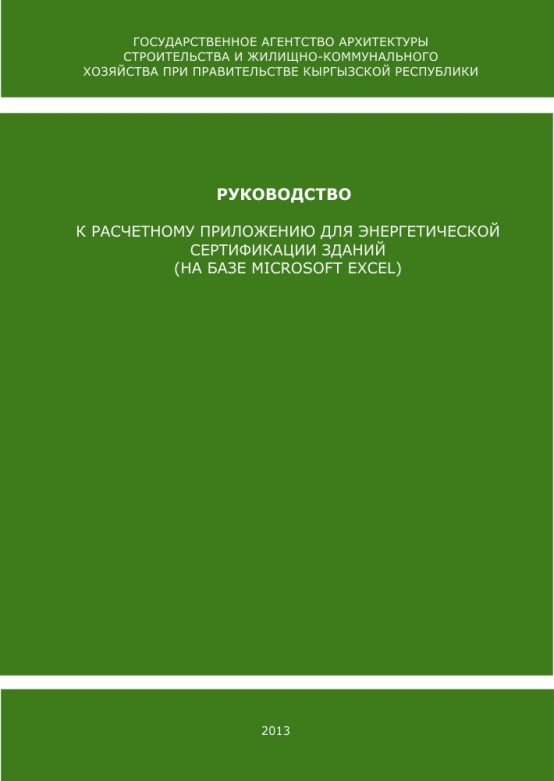 ГОСУДАРСТВЕННОЕ АГЕНТСТВО АРХИТЕКТУРЫ
СТРОИТЕЛЬСТВА И ЖИЛИЩНО-КОММУНАЛЬНОГО
ХОЗЯЙСТВА ПРИ ПРАВИТЕЛЬСТВЕ КЫРГЫЗСКОЙ РЕСПУБЛИКИ
РУКОВОДСТВО
К РАСЧЕТНОМУ ПРИЛОЖЕНИЮ ДЛЯ ЭНЕРГЕТИЧЕСКОЙ
СЕРТИФИКАЦИИ ЗДАНИЙ
(НА БАЗЕ MICROSOFT EXCEL)
2013